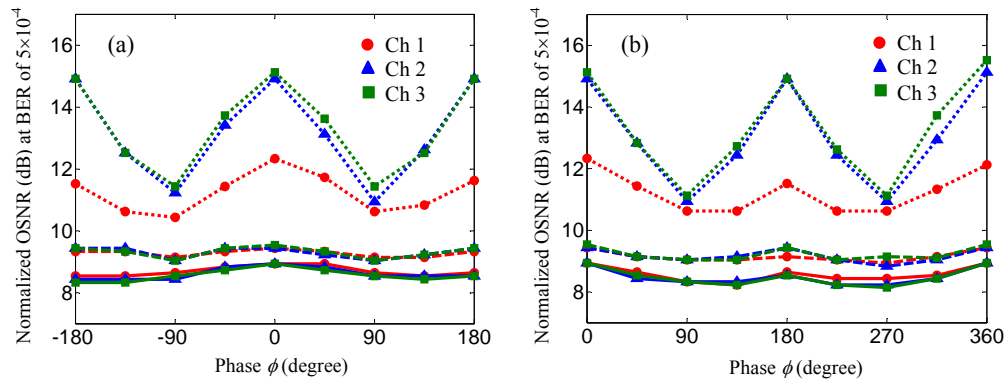 Normalized OSNR (dB) at BER of 5×10⁻⁴
16
14
12
10
8
(a)
Ch 1
Ch 2
Ch 3
-180 -90 0 90 180
Phase ϕ (degree)
Normalized OSNR (dB) at BER of 5×10⁻⁴
16
14
12
10
8
(b)
Ch 1
Ch 2
Ch 3
0 90 180 270 360
Phase ϕ (degree)